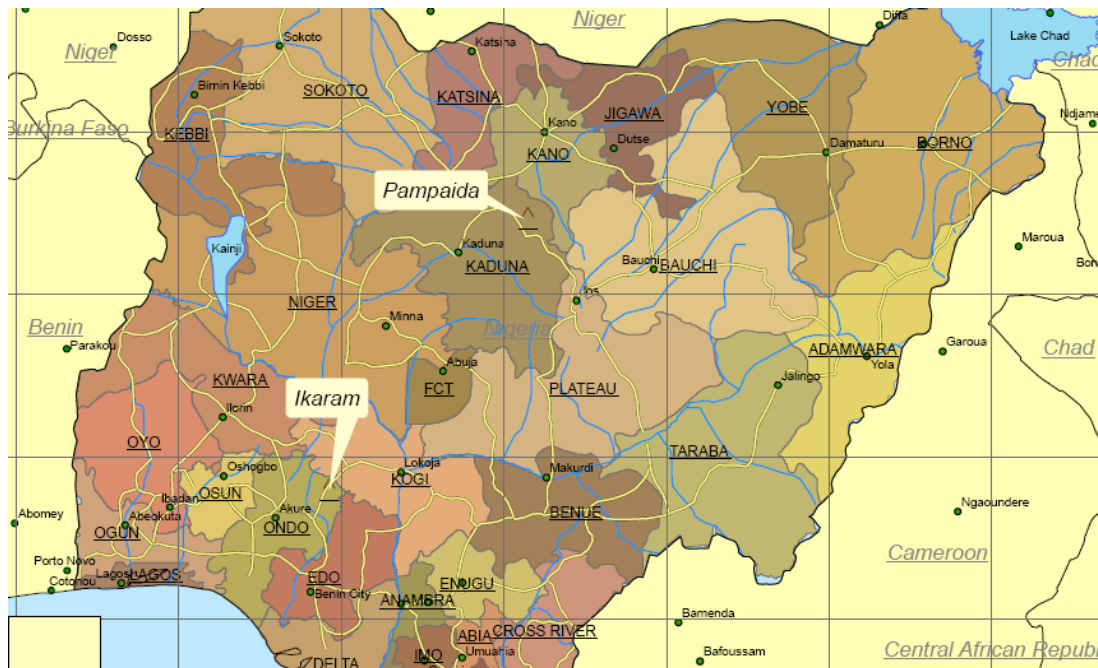 Niger
Diffa
Dosso
Niger
Sokoto
Katsina
Lake Chad
Chad
Birnin Kebbi
SOKOTO
KATSINA
YOBE
JIGAWA
Ndjame
Burkina Faso
KEBBI
Kano
KANO
Dutse
Damaturu
BORNO
Pampaida
Kainji
Kaduna
KADUNA
Bauchi
BAUCHI
Maroua
Bor
NIGER
Jos
Minna
Nigeria
Benin
Parakou
ADAMWARA
Yola
Garoua
Chad
KWARA
Abuja
FCT
PLATEAU
Jalingo
Ikaram
Ilorin
OYO
TARABA
Oshogbo
OSUN
Lokoja
KOGI
Makurdi
Ibadan
Akure
ONDO
BENUE
Ngaoundere
Abomey
Abeokuta
OGUN
Cameroon
Porto Novo
Cotonou
Lagos
LAGOS
EDO
Benin City
ENUGU
ANAMBRA
Bamenda
ABIA
CROSS RIVER
Umuahia
IMO
DELTA
Bafoussam
Central African Republ